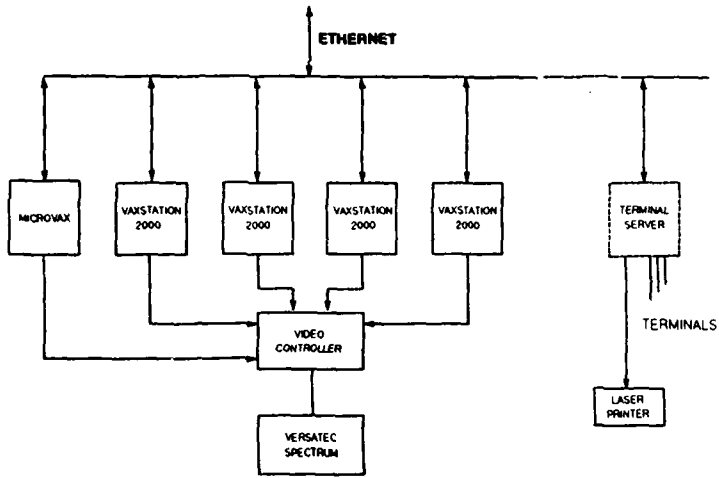 ETHERNET
MICROVAX
VAXSTATION
2000
VAXSTATION
2000
VAXSTATION
2000
VAXSTATION
2000
TERMINAL
SERVER
VIDEO
CONTROLLER
TERMINALS
LASER
PRINTER
VERSATEC
SPECTRUM